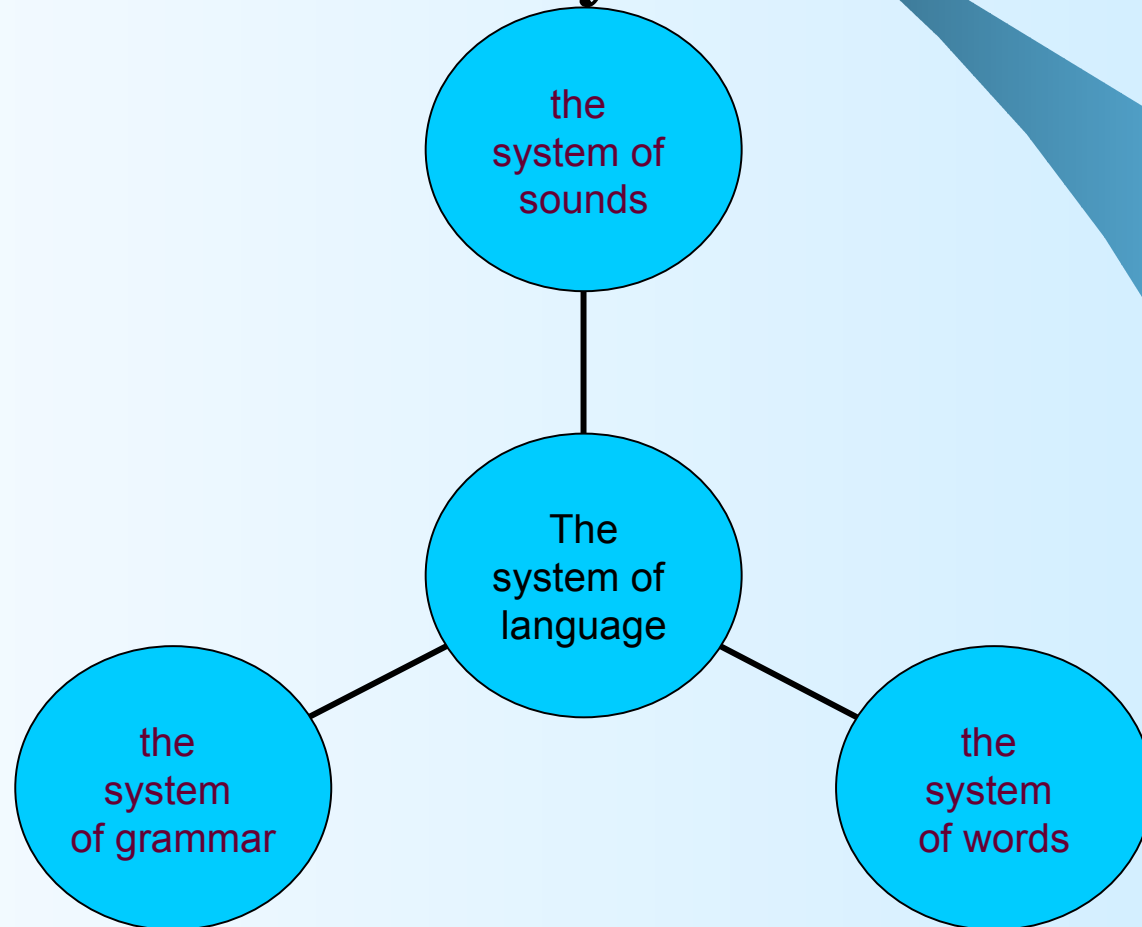 the
system of
sounds
The
system of
language
the
system
of grammar
the
system
of words